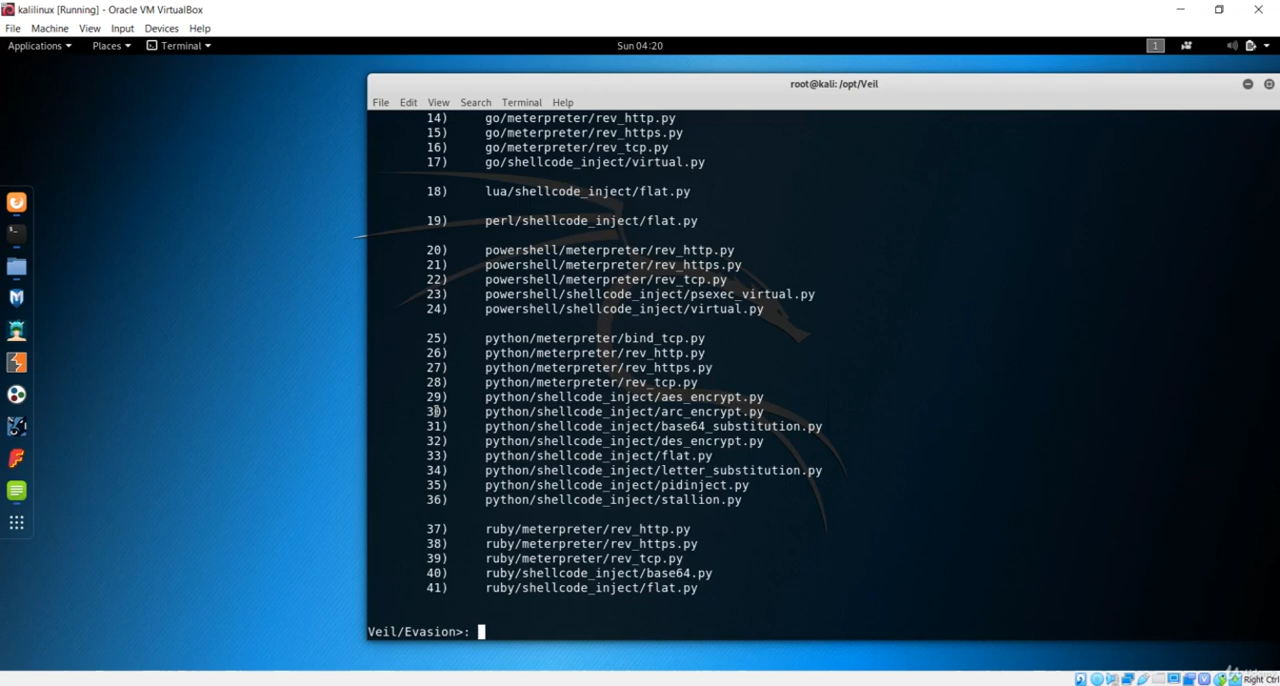 kalilinux [Running] - Oracle VM VirtualBox
File Machine View Input Devices Help
Applications Places Terminal Sun 04:20 1
root@kali: /opt/Veil
File Edit View Search Terminal Help
14) go/meterpreter/rev_http.py
15) go/meterpreter/rev_https.py
16) go/meterpreter/rev_tcp.py
17) go/shellcode_inject/virtual.py
18) lua/shellcode_inject/flat.py
19) perl/shellcode_inject/flat.py
20) powershell/meterpreter/rev_http.py
21) powershell/meterpreter/rev_https.py
22) powershell/meterpreter/rev_tcp.py
23) powershell/shellcode_inject/psexec_virtual.py
24) powershell/shellcode_inject/virtual.py
25) python/meterpreter/bind_tcp.py
26) python/meterpreter/rev_http.py
27) python/meterpreter/rev_https.py
28) python/meterpreter/rev_tcp.py
29) python/shellcode_inject/aes_encrypt.py
30) python/shellcode_inject/arc_encrypt.py
31) python/shellcode_inject/base64_substitution.py
32) python/shellcode_inject/des_encrypt.py
33) python/shellcode_inject/flat.py
34) python/shellcode_inject/letter_substitution.py
35) python/shellcode_inject/pidinject.py
36) python/shellcode_inject/stallion.py
37) ruby/meterpreter/rev_http.py
38) ruby/meterpreter/rev_https.py
39) ruby/meterpreter/rev_tcp.py
40) ruby/shellcode_inject/base64.py
41) ruby/shellcode_inject/flat.py
Veil/Evasion>:
Right Ctrl